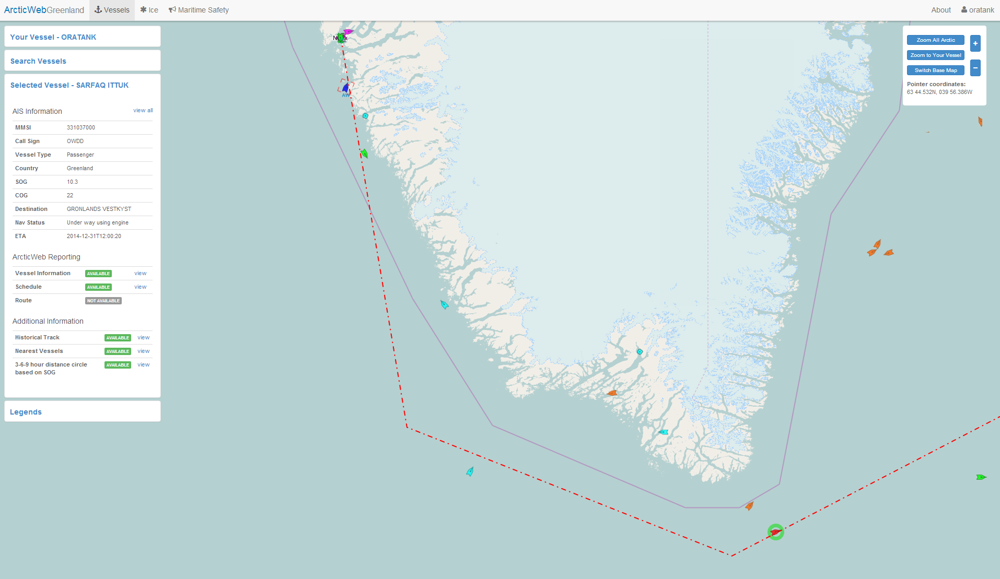 ArcticWebGreenland Vessels Ice Maritime Safety About oratank
Your Vessel - ORATANK
Search Vessels
Selected Vessel - SARFAQ ITTUK
AIS Information view all
MMSI 331037000
Call Sign OWDD
Vessel Type Passenger
Country Greenland
SOG 10.3
COG 22
Destination GRONLANDS VESTKYST
Nav Status Under way using engine
ETA 2014-12-31T12:00:20
ArcticWeb Reporting
Vessel Information AVAILABLE view
Schedule AVAILABLE view
Route NOT AVAILABLE
Additional Information
Historical Track AVAILABLE view
Nearest Vessels AVAILABLE view
3-6-9 hour distance circle AVAILABLE view
based on SOG
Legends
AW
Zoom All Arctic +
Zoom to Your Vessel
Switch Base Map −
Pointer coordinates:
63 44.532N, 039 56.386W